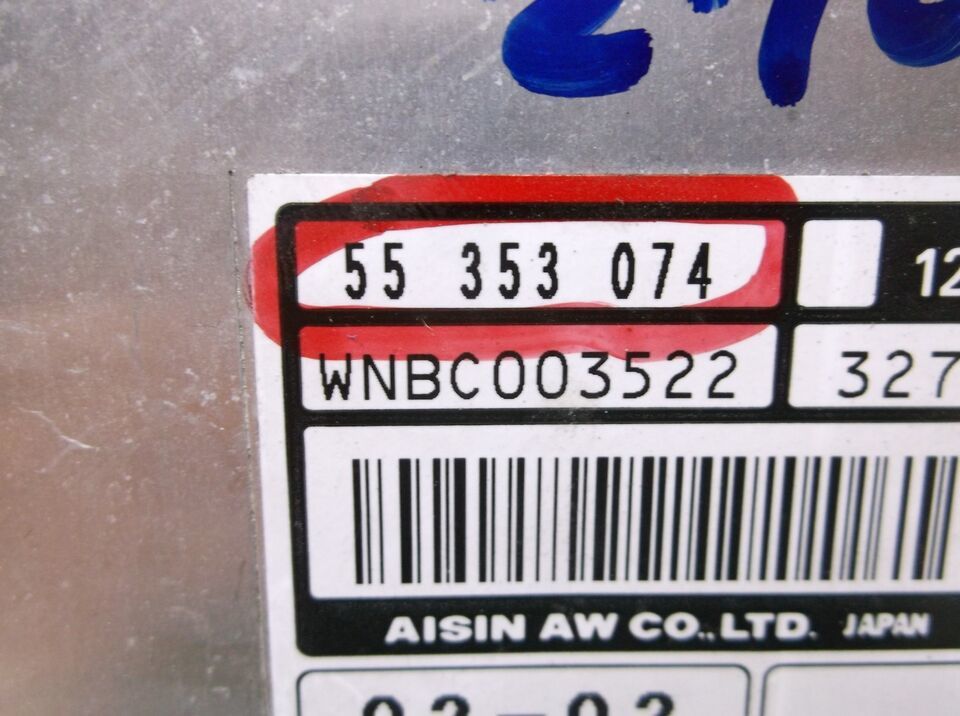 55 353 074 12
WNBC003522 327
AISIN AW CO.,LTD. JAPAN